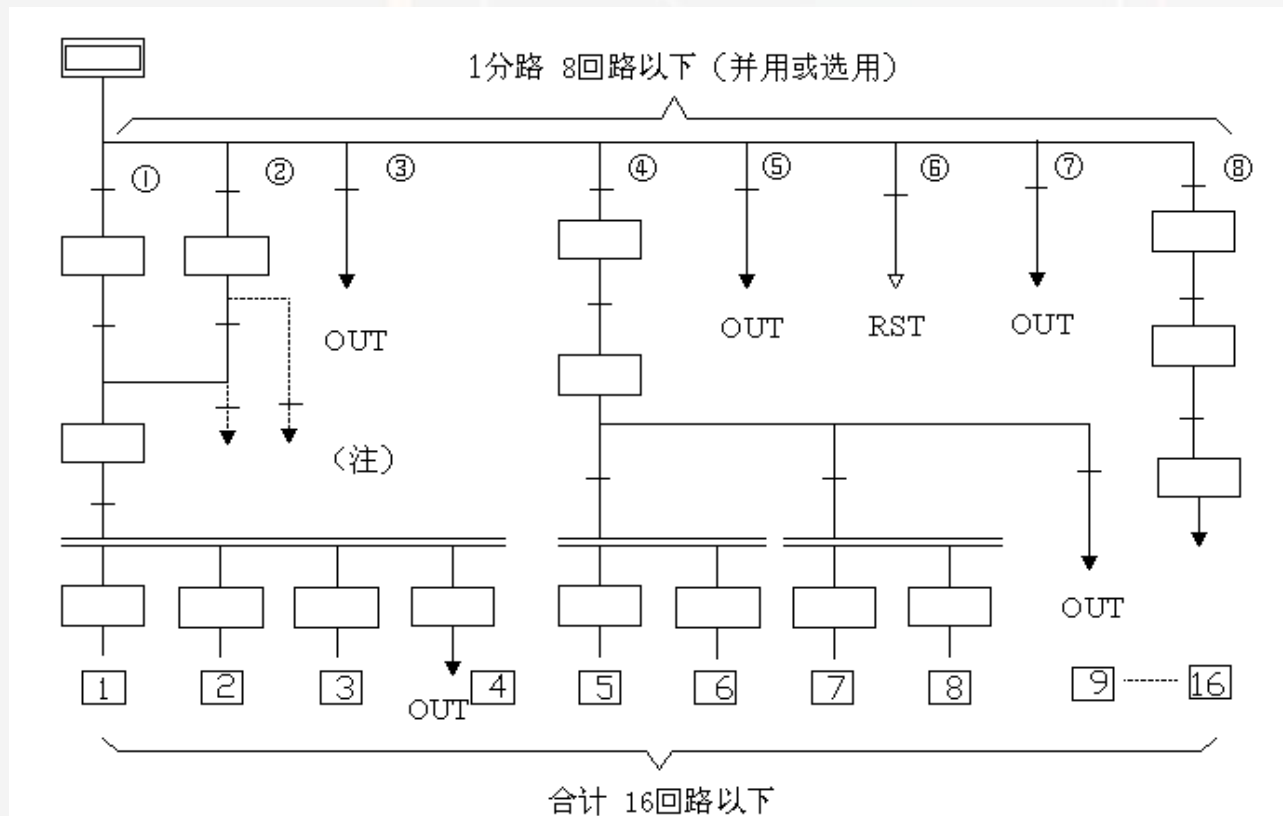 1分路 8回路以下（并用或选用）
① ② ③ ④ ⑤ ⑥ ⑦ ⑧
OUT OUT RST OUT
（注）
OUT
1 2 3 OUT 4 5 6 7 8 9 16
合计 16回路以下